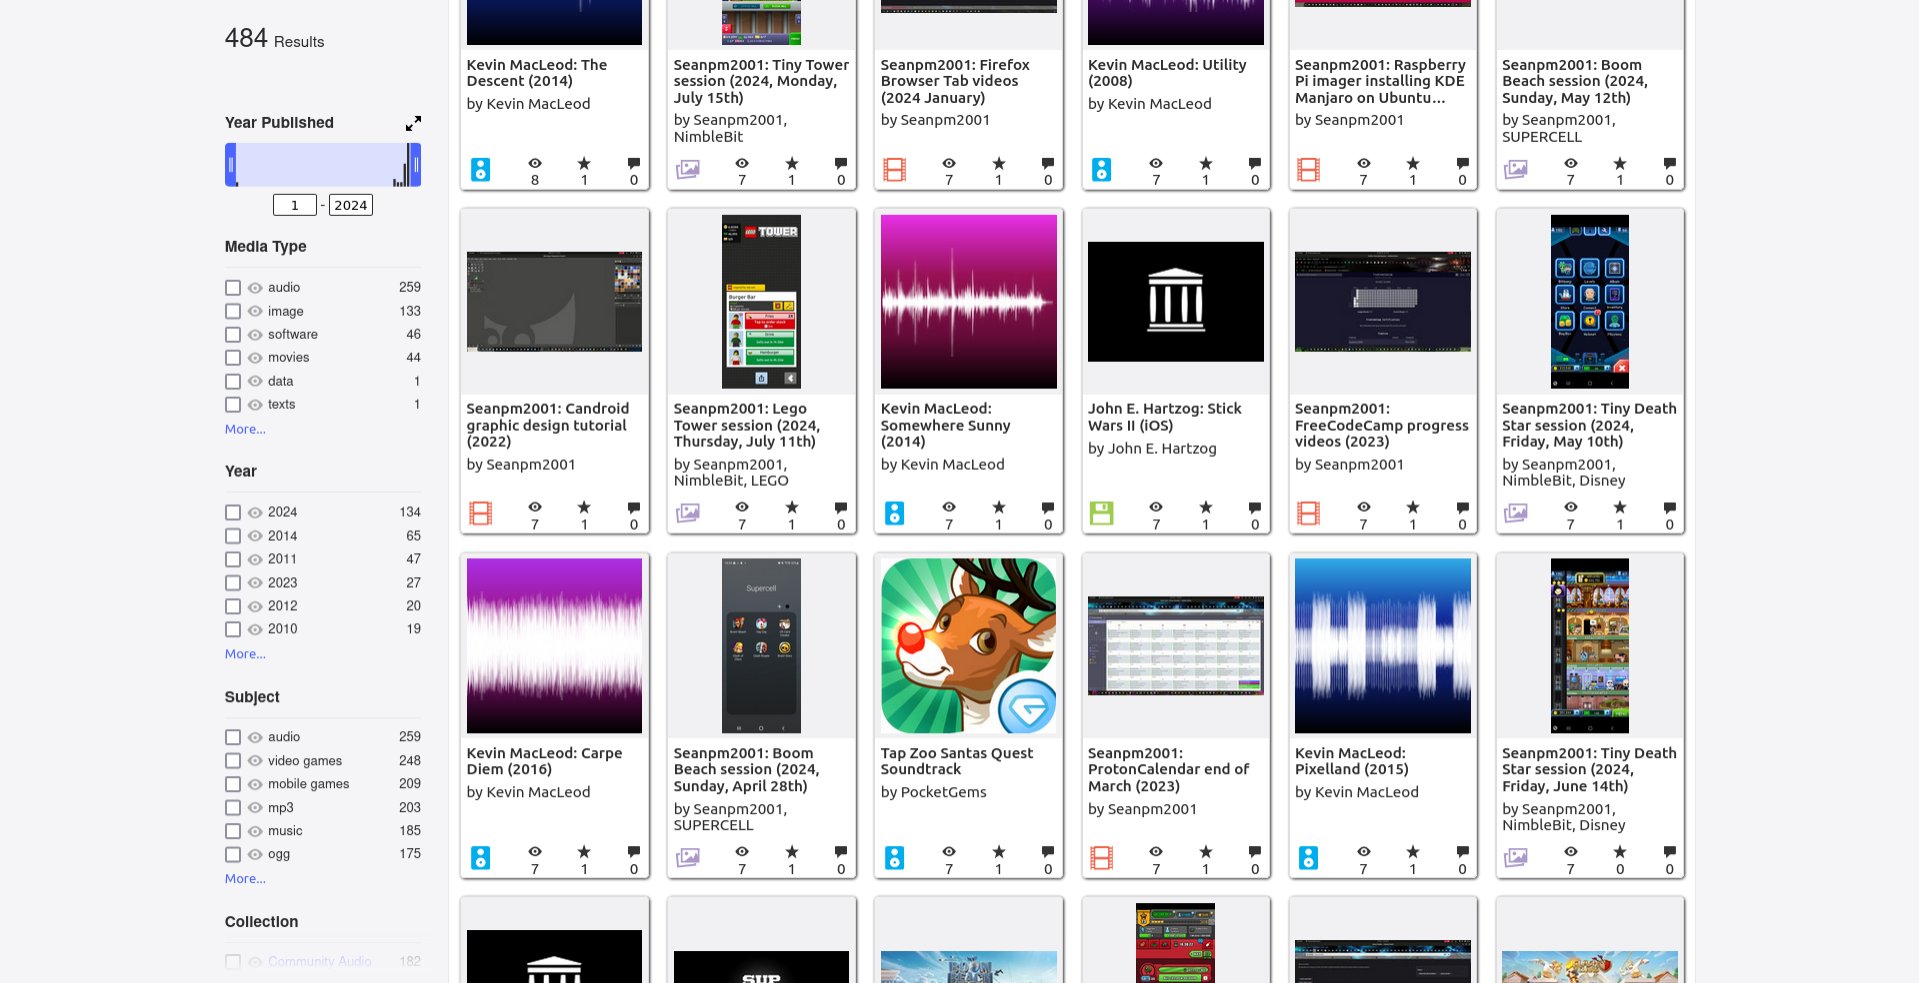 484 Results
Year Published
1 - 2024
Media Type
audio 259
image 133
software 46
movies 44
data 1
texts 1
More...
Year
2024 134
2014 65
2011 47
2023 27
2012 20
2010 19
More...
Subject
audio 259
video games 248
mobile games 209
mp3 203
music 185
ogg 175
More...
Collection
Community Audio 182
Kevin MacLeod: The
Descent (2014)
by Kevin MacLeod
8 1 0
Seanpm2001: Tiny Tower
session (2024, Monday,
July 15th)
by Seanpm2001,
NimbleBit
7 1 0
Seanpm2001: Firefox
Browser Tab videos
(2024 January)
by Seanpm2001
7 1 0
Kevin MacLeod: Utility
(2008)
by Kevin MacLeod
7 1 0
Seanpm2001: Raspberry
Pi imager installing KDE
Manjaro on Ubuntu...
by Seanpm2001
7 1 0
Seanpm2001: Boom
Beach session (2024,
Sunday, May 12th)
by Seanpm2001,
SUPERCELL
7 1 0
Seanpm2001: Candroid
graphic design tutorial
(2022)
by Seanpm2001
7 1 0
LEGO TOWER
Burger Bar
Seanpm2001: Lego
Tower session (2024,
Thursday, July 11th)
by Seanpm2001,
NimbleBit, LEGO
7 1 0
Kevin MacLeod:
Somewhere Sunny
(2014)
by Kevin MacLeod
7 1 0
John E. Hartzog: Stick
Wars II (iOS)
by John E. Hartzog
7 1 0
Seanpm2001:
FreeCodeCamp progress
videos (2023)
by Seanpm2001
7 1 0
Seanpm2001: Tiny Death
Star session (2024,
Friday, May 10th)
by Seanpm2001,
NimbleBit, Disney
7 1 0
Kevin MacLeod: Carpe
Diem (2016)
by Kevin MacLeod
7 1 0
Supercell
Seanpm2001: Boom
Beach session (2024,
Sunday, April 28th)
by Seanpm2001,
SUPERCELL
7 1 0
Tap Zoo Santas Quest
Soundtrack
by PocketGems
7 1 0
Seanpm2001:
ProtonCalendar end of
March (2023)
by Seanpm2001
7 1 0
Kevin MacLeod:
Pixelland (2015)
by Kevin MacLeod
7 1 0
Seanpm2001: Tiny Death
Star session (2024,
Friday, June 14th)
by Seanpm2001,
NimbleBit, Disney
7 0 0
SUP
BOOM BEACH